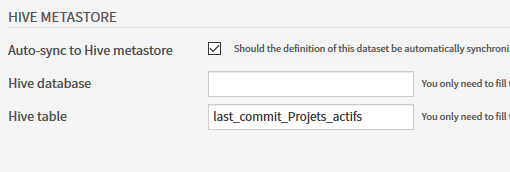 HIVE METASTORE
Auto-sync to Hive metastore Should the definition of this dataset be automatically
Hive database You only need to fill
Hive table last_commit_Projets_actifs You only need to fill